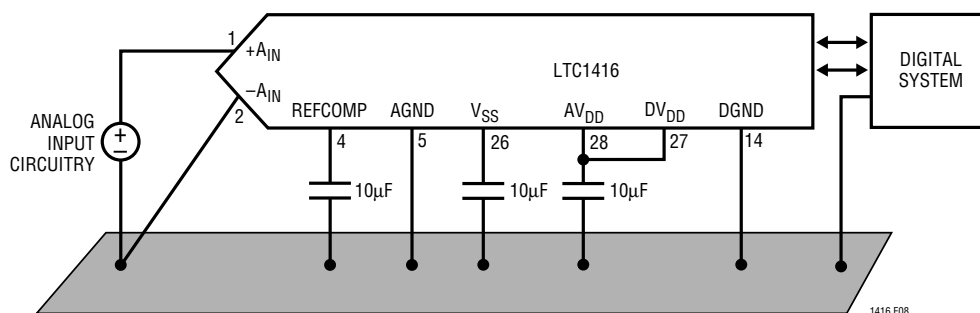 1
+A_IN
LTC1416
DIGITAL
SYSTEM
–A_IN
2
REFCOMP AGND V_SS AV_DD DV_DD DGND
4 5 26 28 27 14
ANALOG
INPUT
CIRCUITRY
+
–
10µF 10µF 10µF
1416 F08